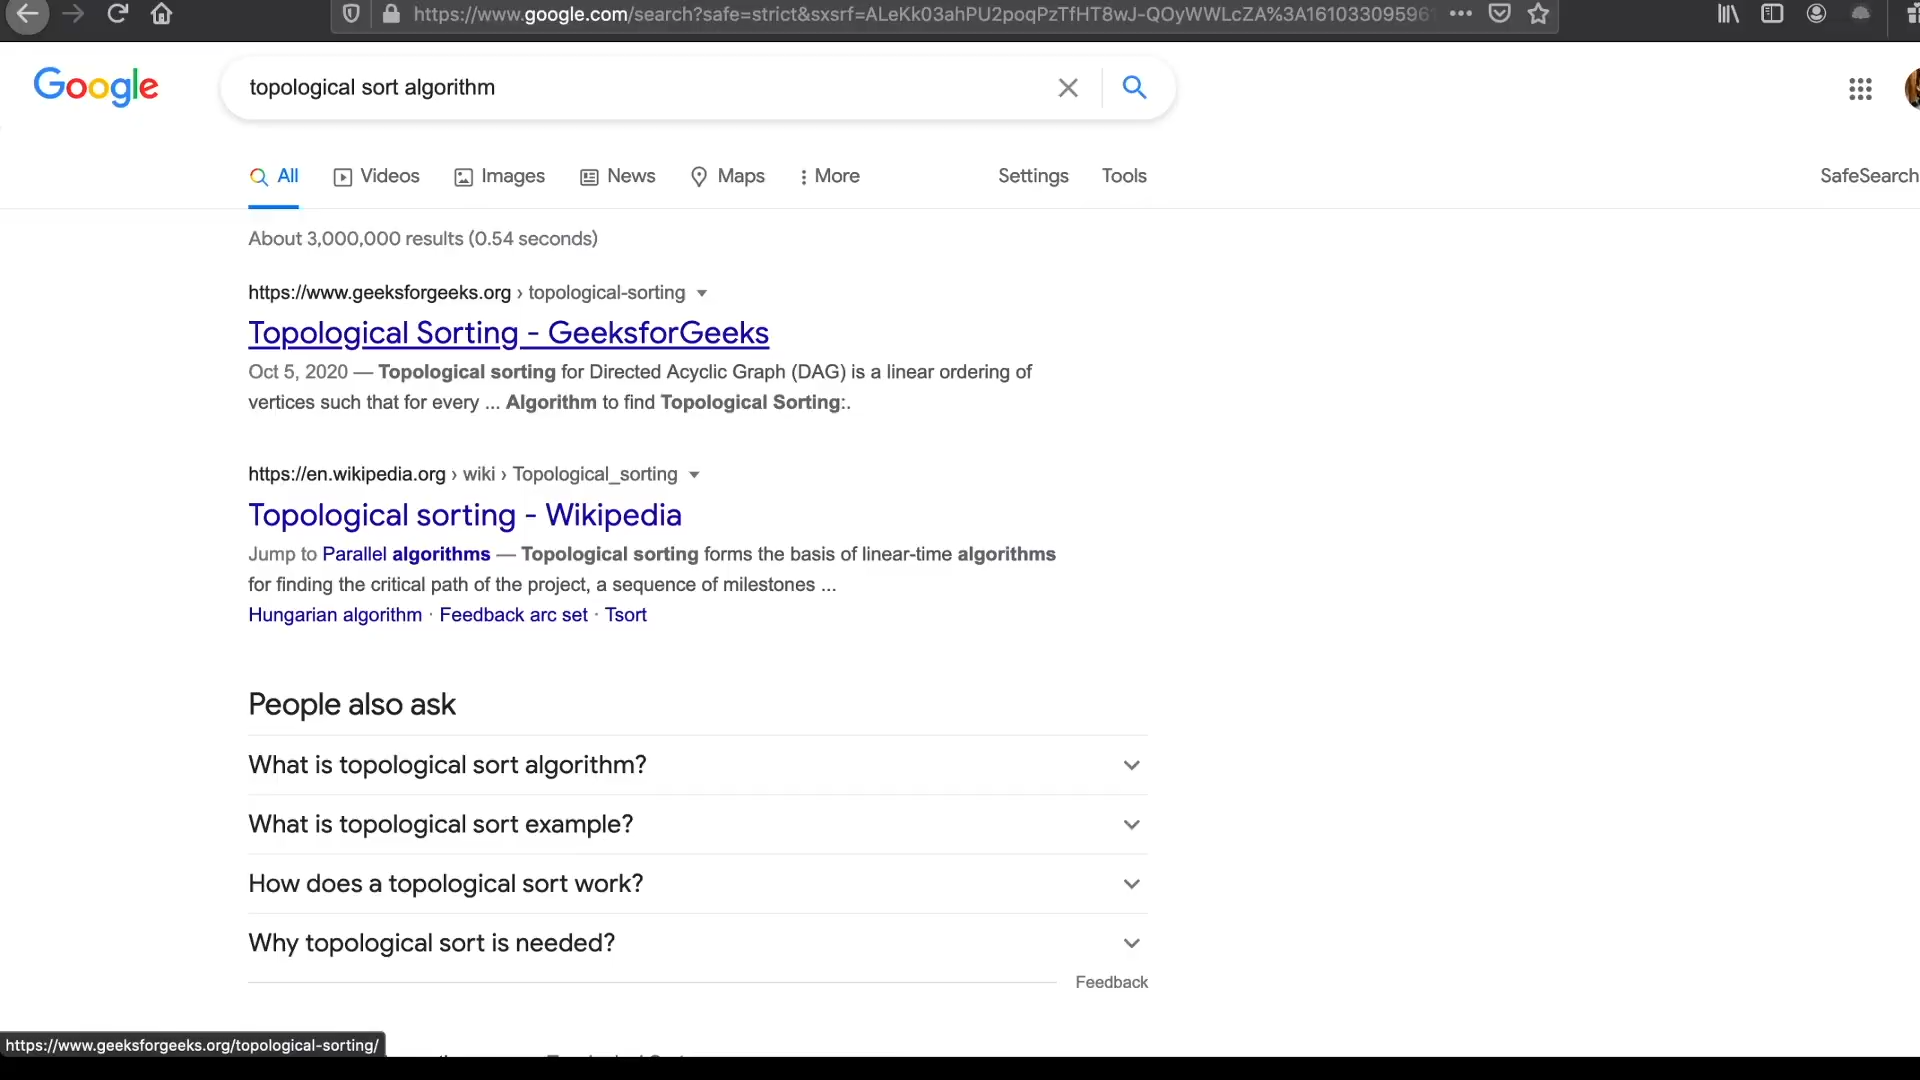 https://www.google.com/search?safe=strict&sxsrf=ALeKk03ahPU2poqPzTfHT8wJ-QOyWWLcZA%3A161033095961
Google
topological sort algorithm
All Videos Images News Maps More Settings Tools SafeSearch
About 3,000,000 results (0.54 seconds)
https://www.geeksforgeeks.org › topological-sorting
Topological Sorting - GeeksforGeeks
Oct 5, 2020 — Topological sorting for Directed Acyclic Graph (DAG) is a linear ordering of
vertices such that for every ... Algorithm to find Topological Sorting:.
https://en.wikipedia.org › wiki › Topological_sorting
Topological sorting - Wikipedia
Jump to Parallel algorithms — Topological sorting forms the basis of linear-time algorithms
for finding the critical path of the project, a sequence of milestones ...
Hungarian algorithm · Feedback arc set · Tsort
People also ask
What is topological sort algorithm?
What is topological sort example?
How does a topological sort work?
Why topological sort is needed?
Feedback
https://www.geeksforgeeks.org/topological-sorting/